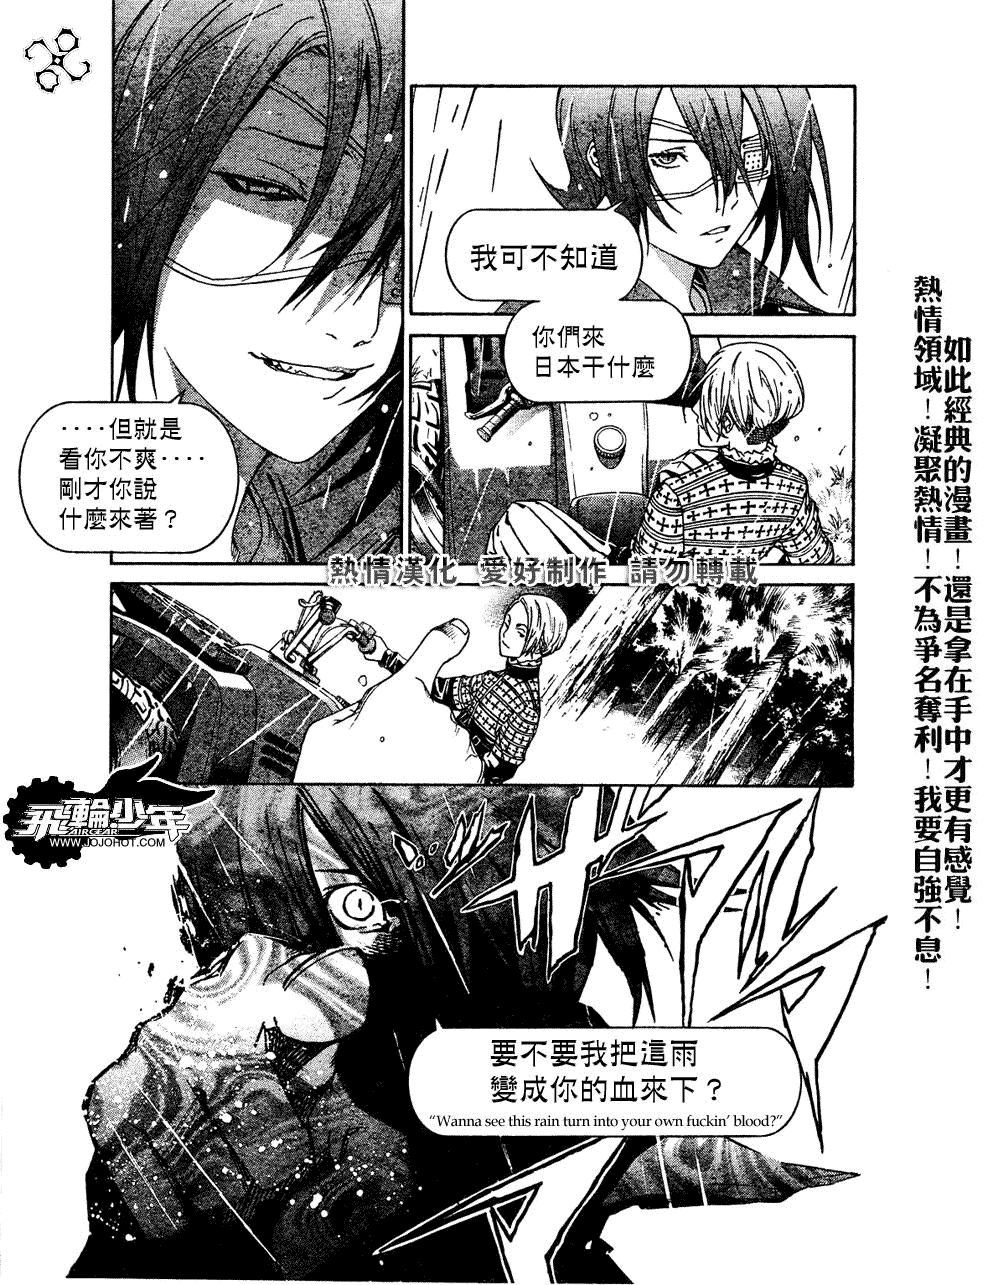 我可不知道
你們來
日本干什麼
····但就是
看你不爽····
剛才你說
什麼來著？
熱情漢化 愛好制作 請勿轉載
飛輪少年
AIRGEAR
WWW.JOJOHOT.COM
要不要我把這雨
變成你的血來下？
“Wanna see this rain turn into your own fuckin’ blood?”
如此經典的漫畫！還是拿在手中才更有感覺！
熱情領域！凝聚熱情！不為爭名奪利！我要自強不息！